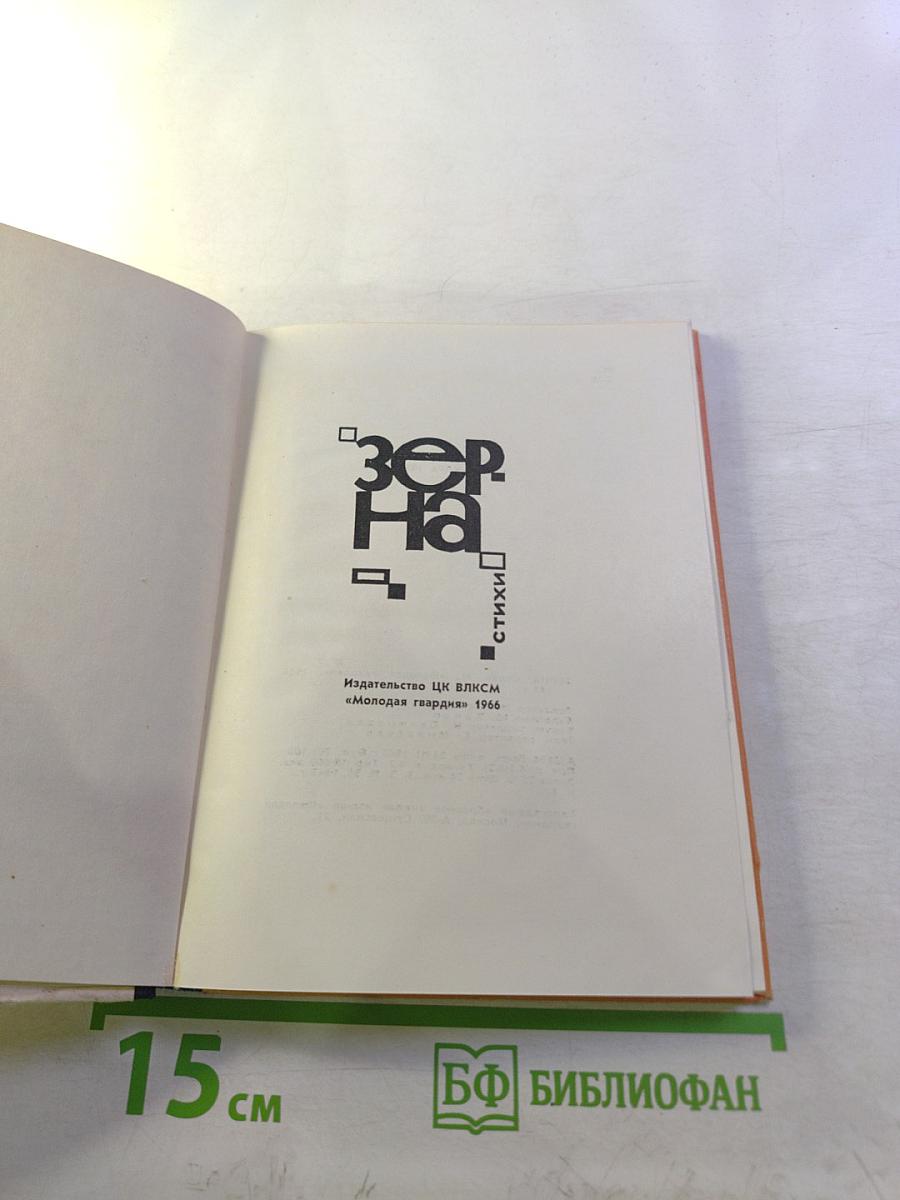 зер-
на
стихи
Издательство ЦК ВЛКСМ
«Молодая гвардия» 1966
15 см
БФ БИБЛИОФАН